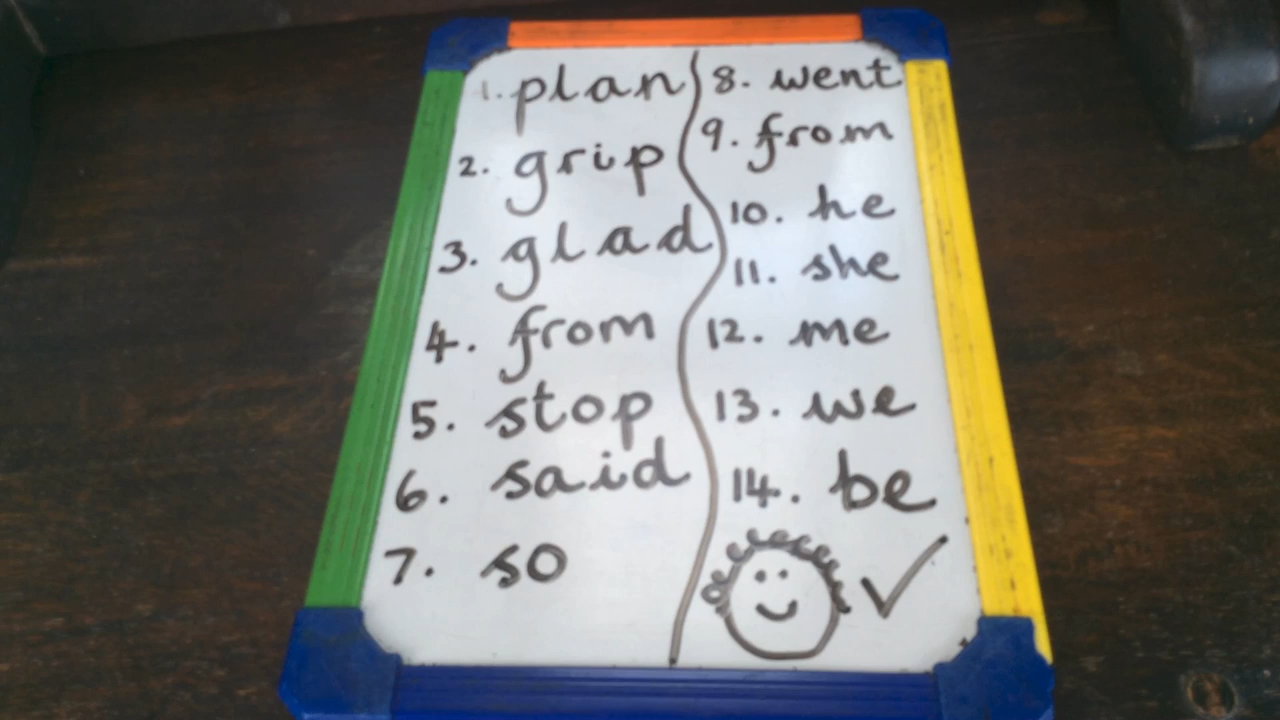 1. plan
2. grip
3. glad
4. from
5. stop
6. said
7. so
8. went
9. from
10. he
11. she
12. me
13. we
14. be